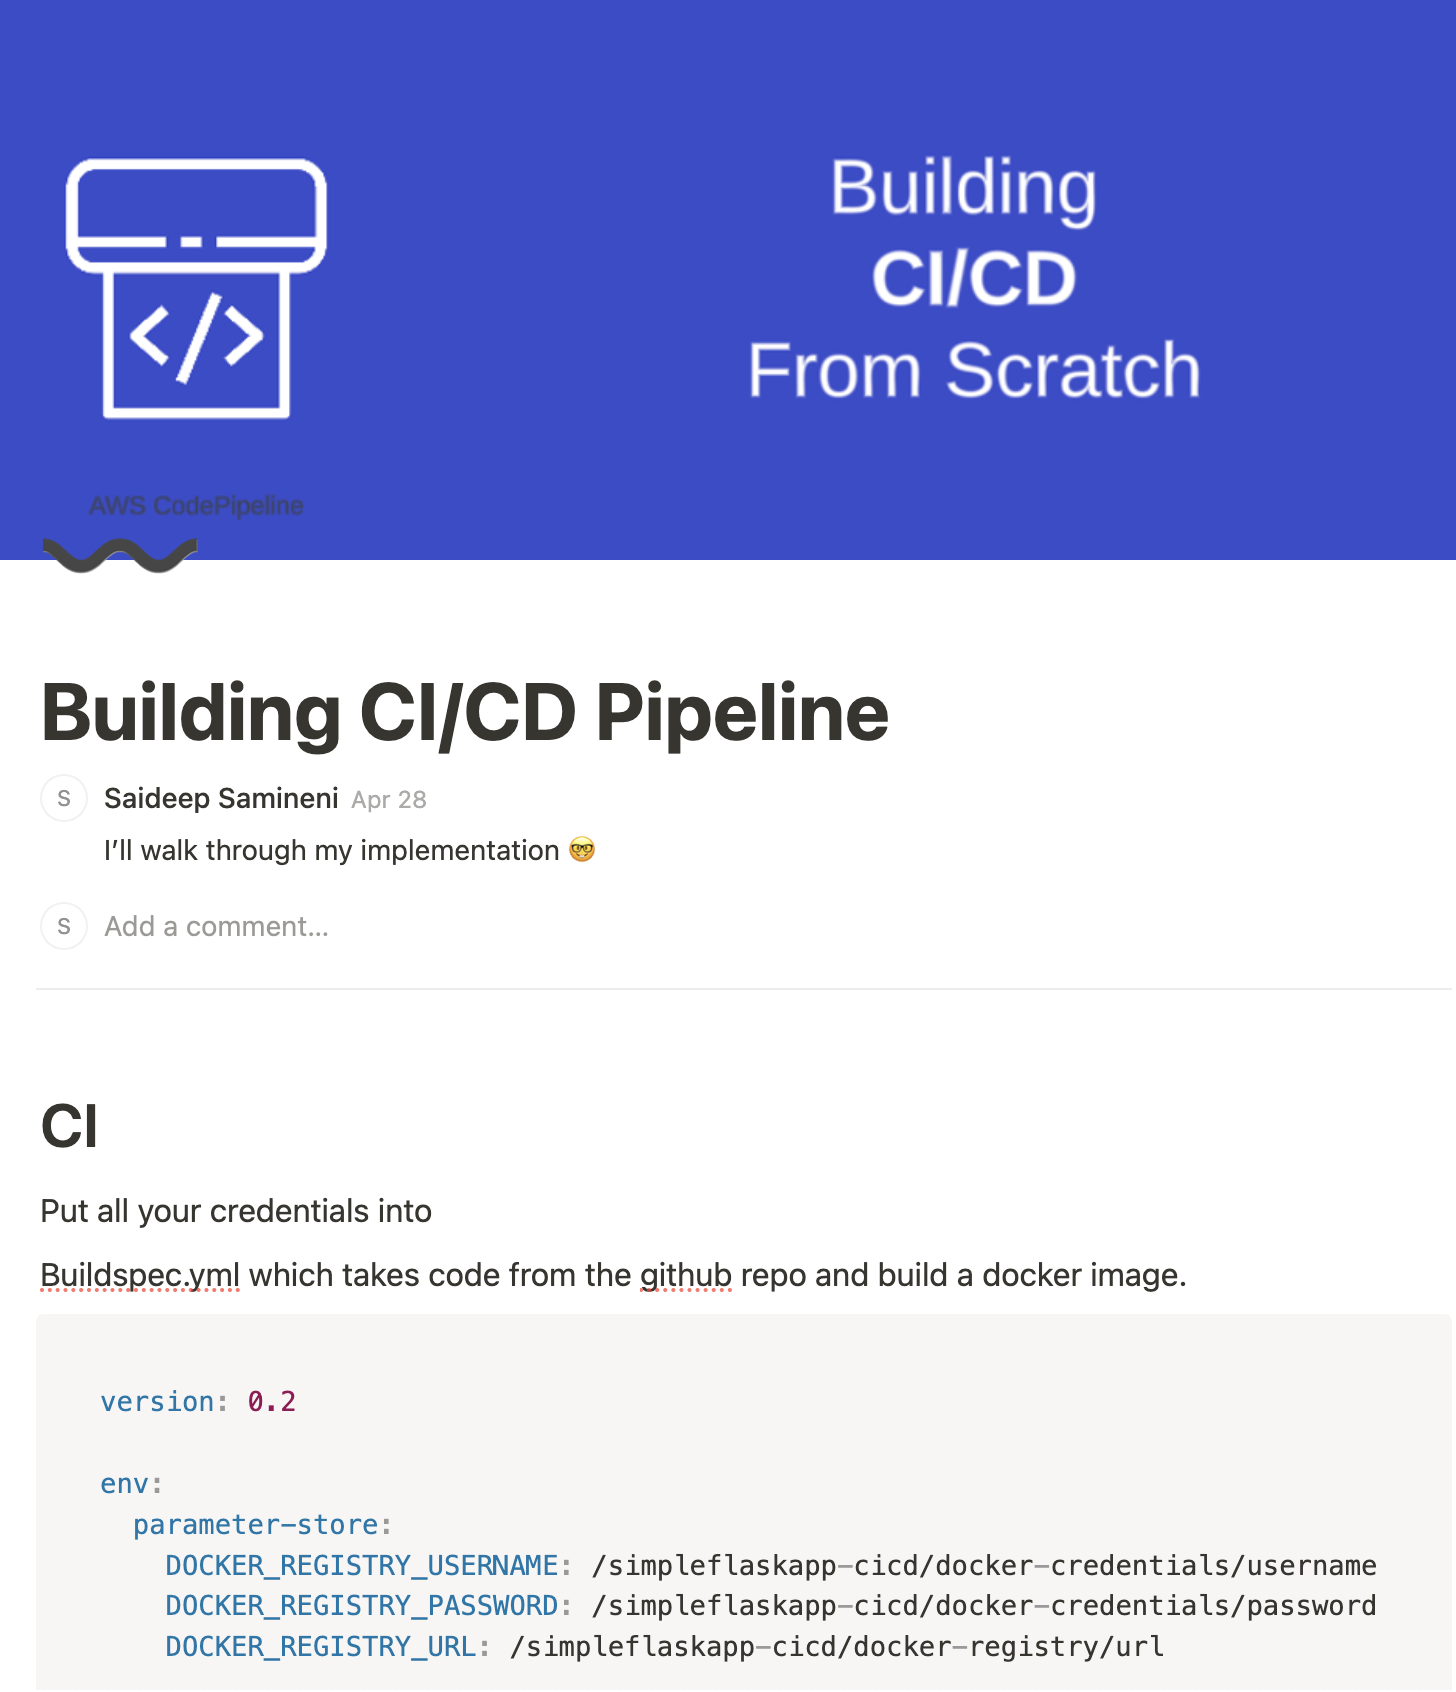 Building
CI/CD
From Scratch
</>
AWS CodePipeline
Building CI/CD Pipeline
S Saideep Samineni Apr 28
I’ll walk through my implementation 🤓
S Add a comment...
CI
Put all your credentials into
Buildspec.yml which takes code from the github repo and build a docker image.
version: 0.2
env:
  parameter-store:
    DOCKER_REGISTRY_USERNAME: /simpleflaskapp-cicd/docker-credentials/username
    DOCKER_REGISTRY_PASSWORD: /simpleflaskapp-cicd/docker-credentials/password
    DOCKER_REGISTRY_URL: /simpleflaskapp-cicd/docker-registry/url